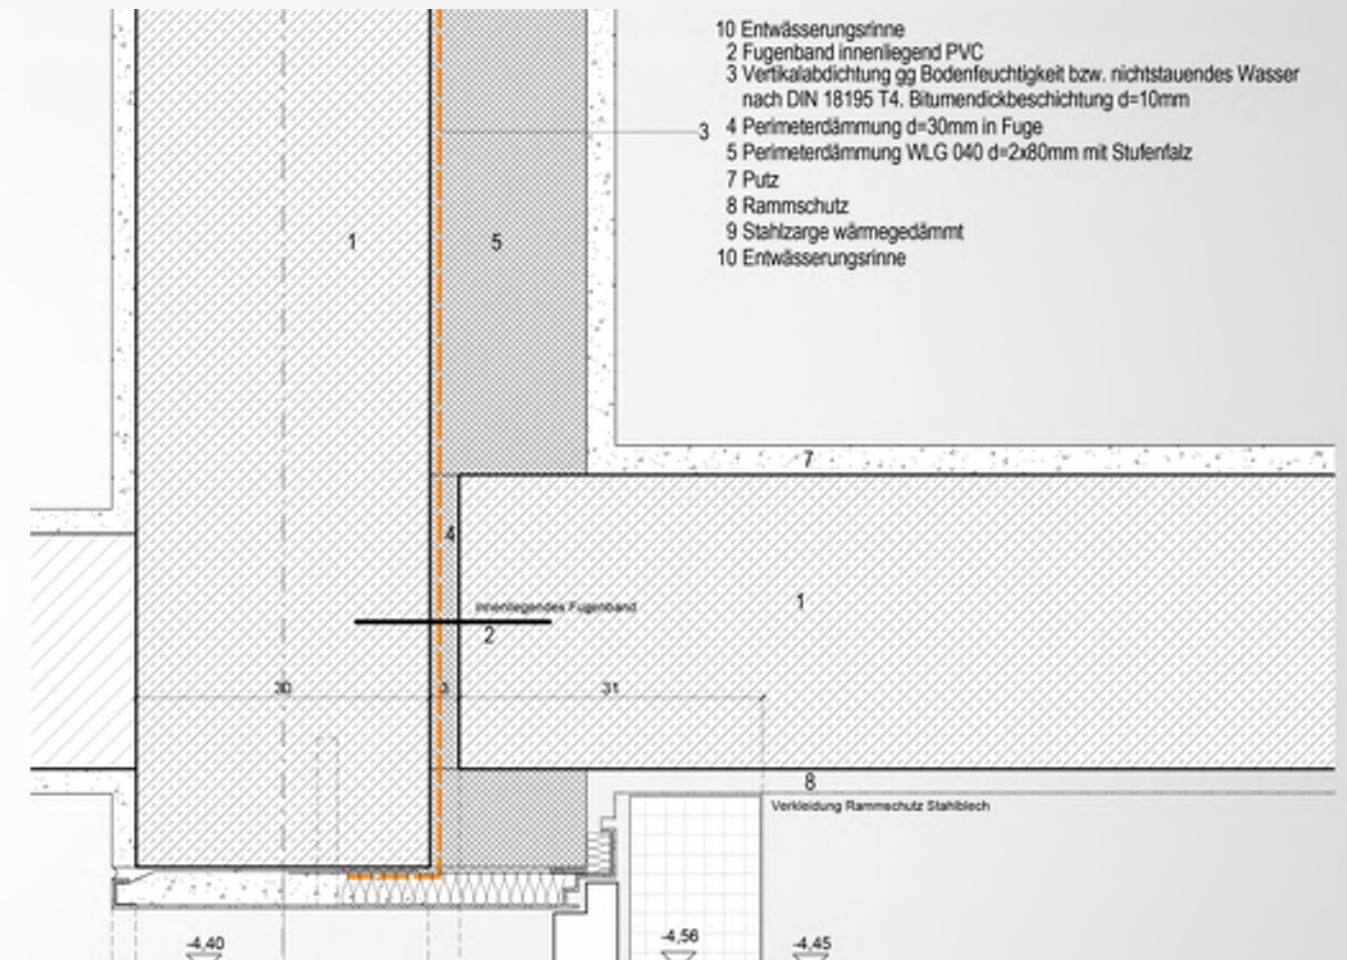 10 Entwässerungsrinne
2 Fugenband innenliegend PVC
3 Vertikalabdichtung gg Bodenfeuchtigkeit bzw. nichtstauendes Wasser
nach DIN 18195 T4. Bitumendickbeschichtung d=10mm
3
4 Perimeterdämmung d=30mm in Fuge
5 Perimeterdämmung WLG 040 d=2x80mm mit Stufenfalz
7 Putz
8 Rammschutz
9 Stahlzarge wärmegedämmt
10 Entwässerungsrinne
1
5
7
4
1
innenliegendes Fugenband
2
30
3
31
8
Verkleidung Rammschutz Stahlblech
-4,40
-4,56
-4,45